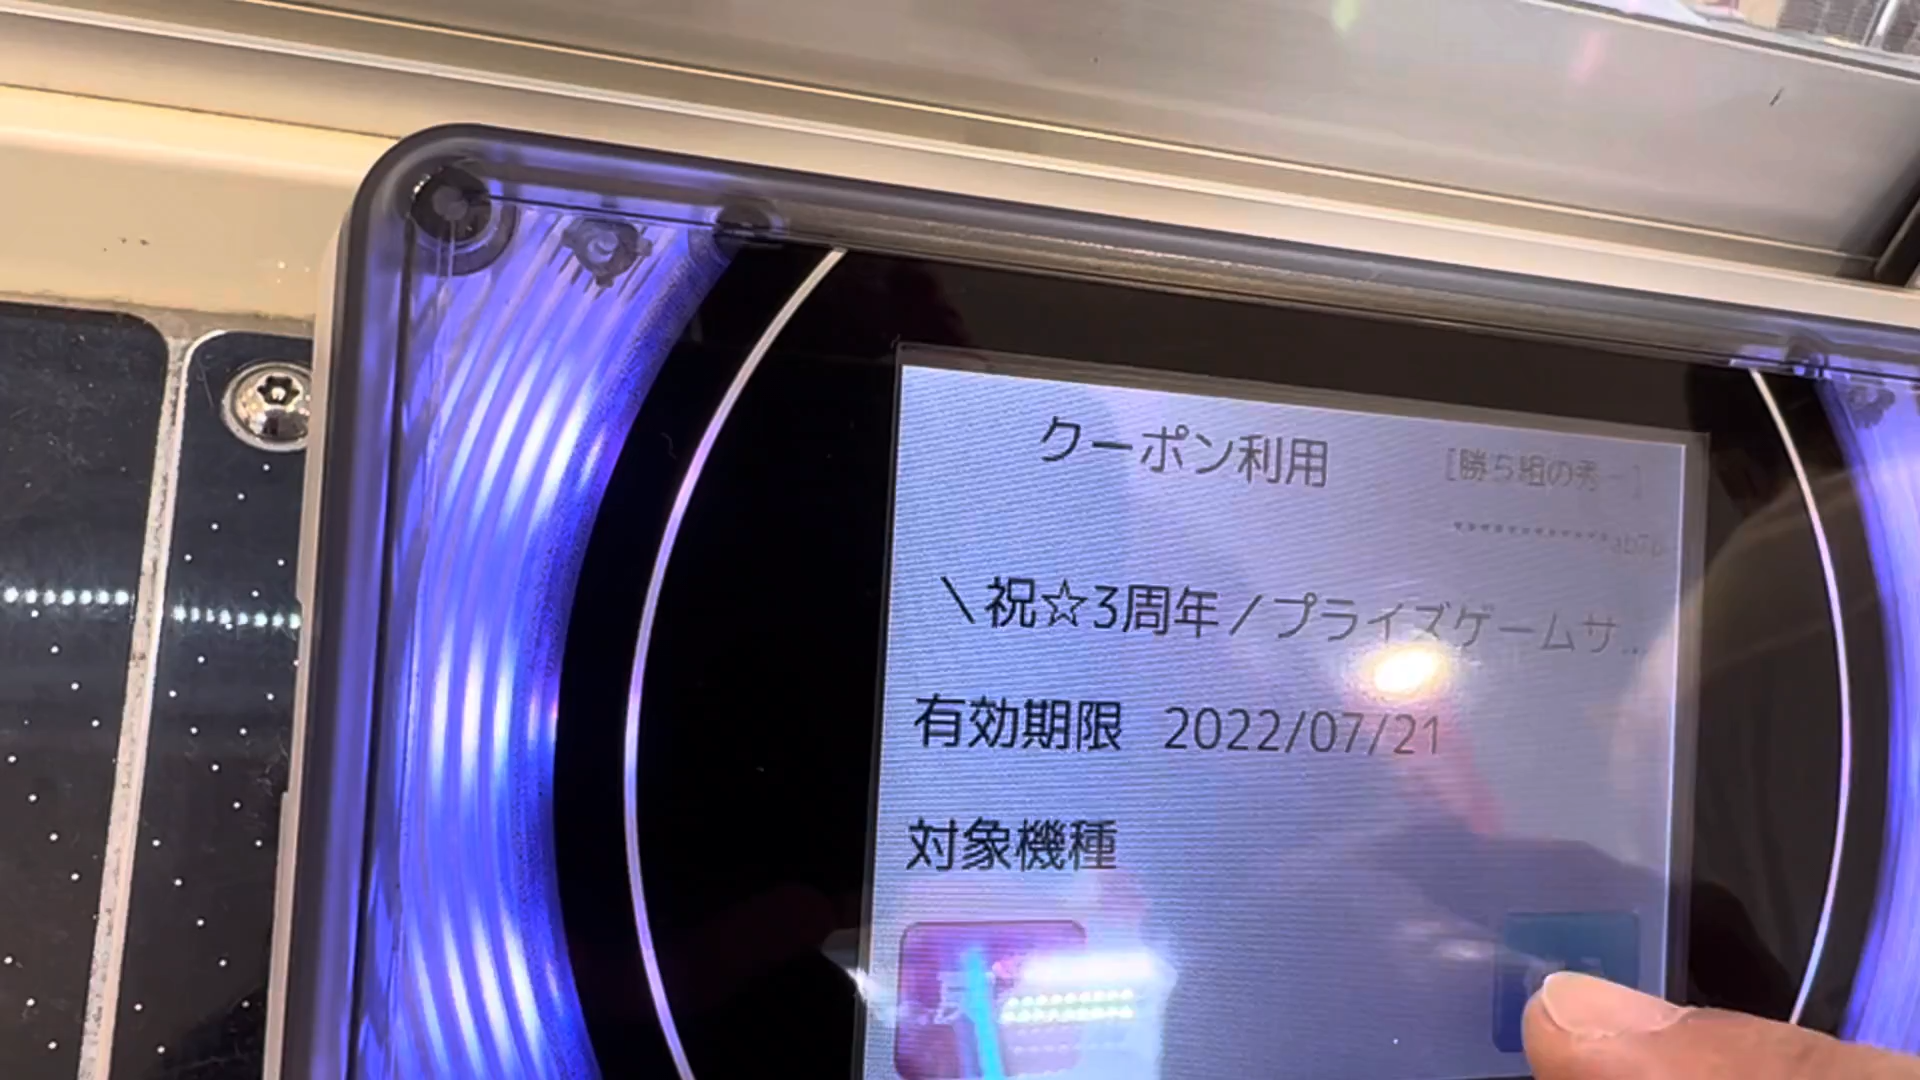 クーポン利用
[勝ち組の秀一]
************ab7b
＼祝☆3周年／プライズゲームサ...
有効期限 2022/07/21
対象機種